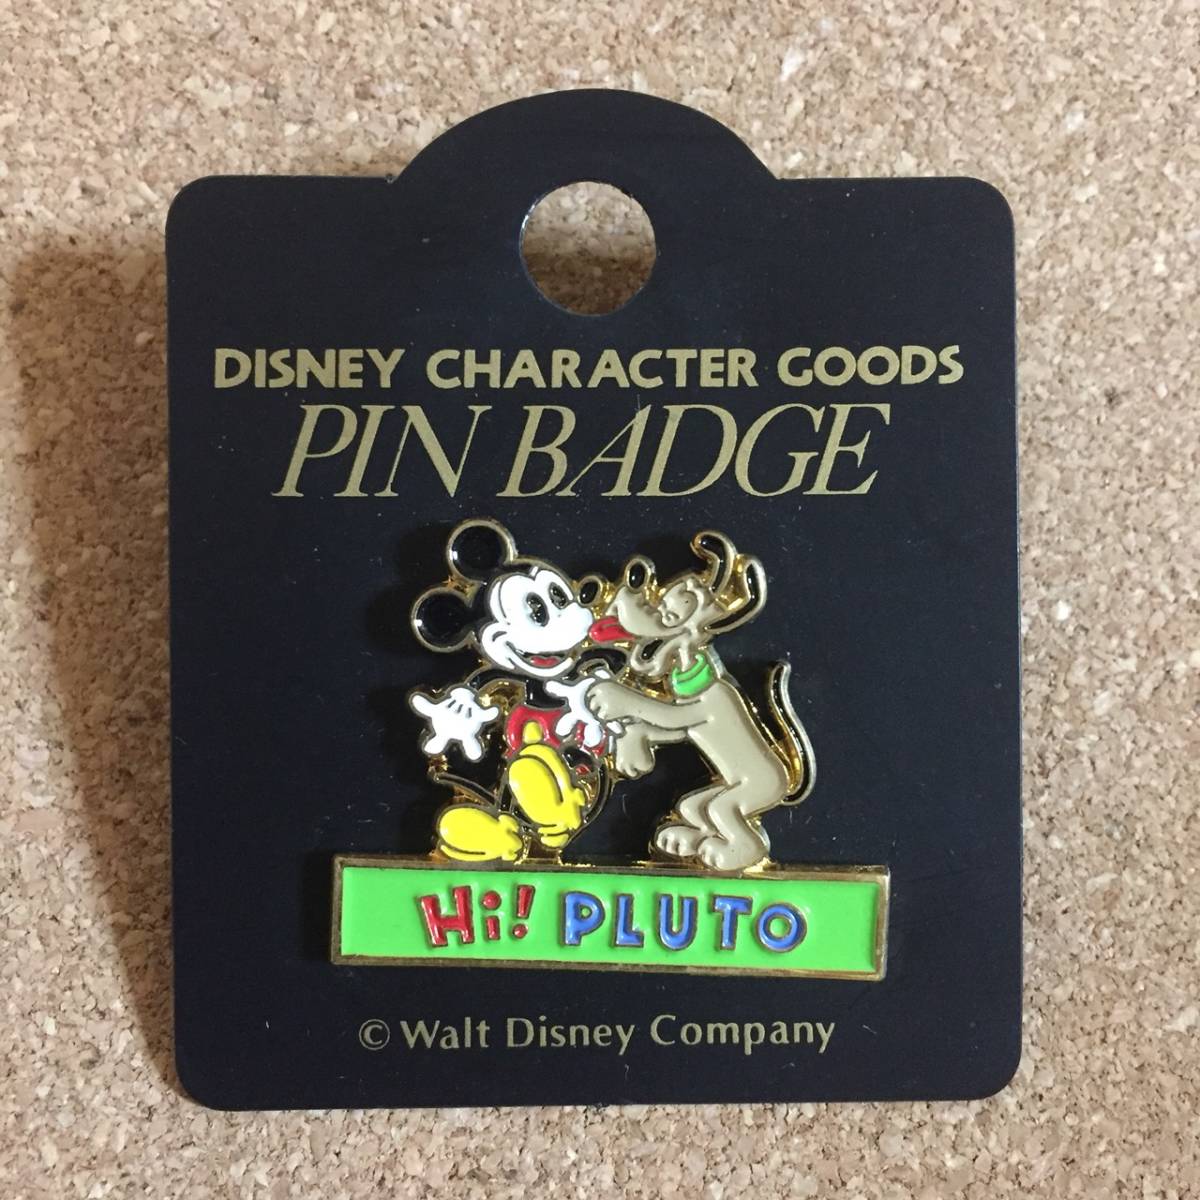 DISNEY CHARACTER GOODS
PIN BADGE
Hi! PLUTO
© Walt Disney Company